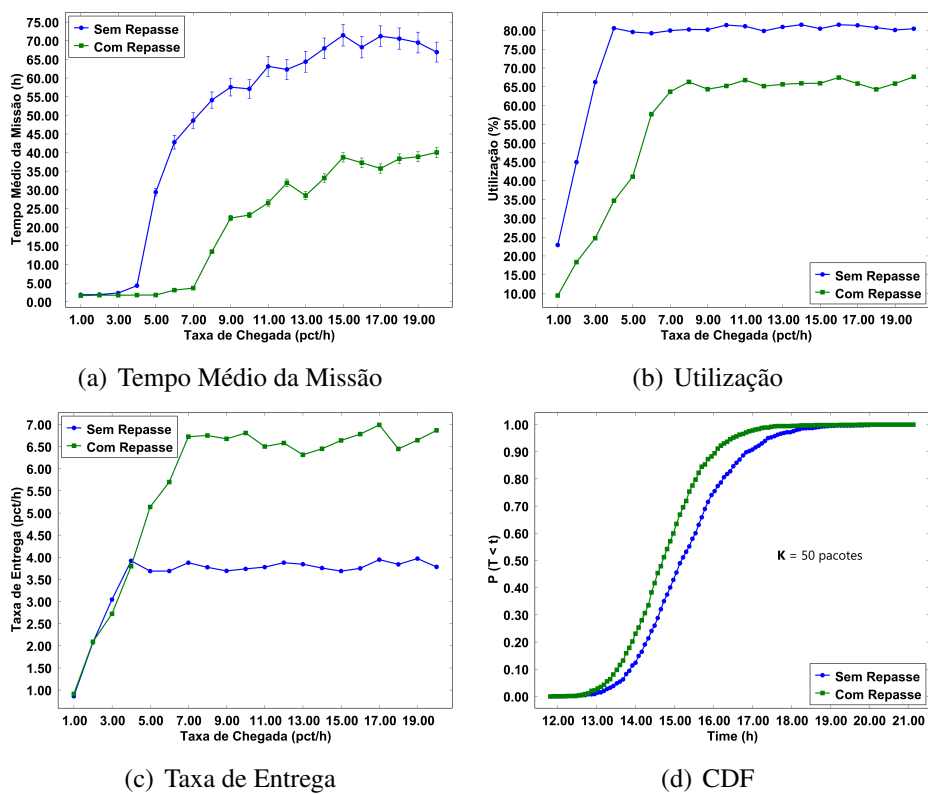 75.00
70.00
65.00
60.00
55.00
50.00
45.00
40.00
35.00
30.00
25.00
20.00
15.00
10.00
5.00
0.00
Tempo Médio da Missão (h)
Sem Repasse
Com Repasse
1.00 3.00 5.00 7.00 9.00 11.00 13.00 15.00 17.00 19.00
Taxa de Chegada (pct/h)
(a) Tempo Médio da Missão
80.00
75.00
70.00
65.00
60.00
55.00
50.00
45.00
40.00
35.00
30.00
25.00
20.00
15.00
10.00
Utilização (%)
Sem Repasse
Com Repasse
1.00 3.00 5.00 7.00 9.00 11.00 13.00 15.00 17.00 19.00
Taxa de Chegada (pct/h)
(b) Utilização
7.00
6.50
6.00
5.50
5.00
4.50
4.00
3.50
3.00
2.50
2.00
1.50
1.00
Taxa de Entrega (pct/h)
Sem Repasse
Com Repasse
1.00 3.00 5.00 7.00 9.00 11.00 13.00 15.00 17.00 19.00
Taxa de Chegada (pct/h)
(c) Taxa de Entrega
1.00
0.90
0.80
0.70
0.60
0.50
0.40
0.30
0.20
0.10
0.00
P (T < t)
K = 50 pacotes
Sem Repasse
Com Repasse
12.00 13.00 14.00 15.00 16.00 17.00 18.00 19.00 20.00 21.00
Time (h)
(d) CDF